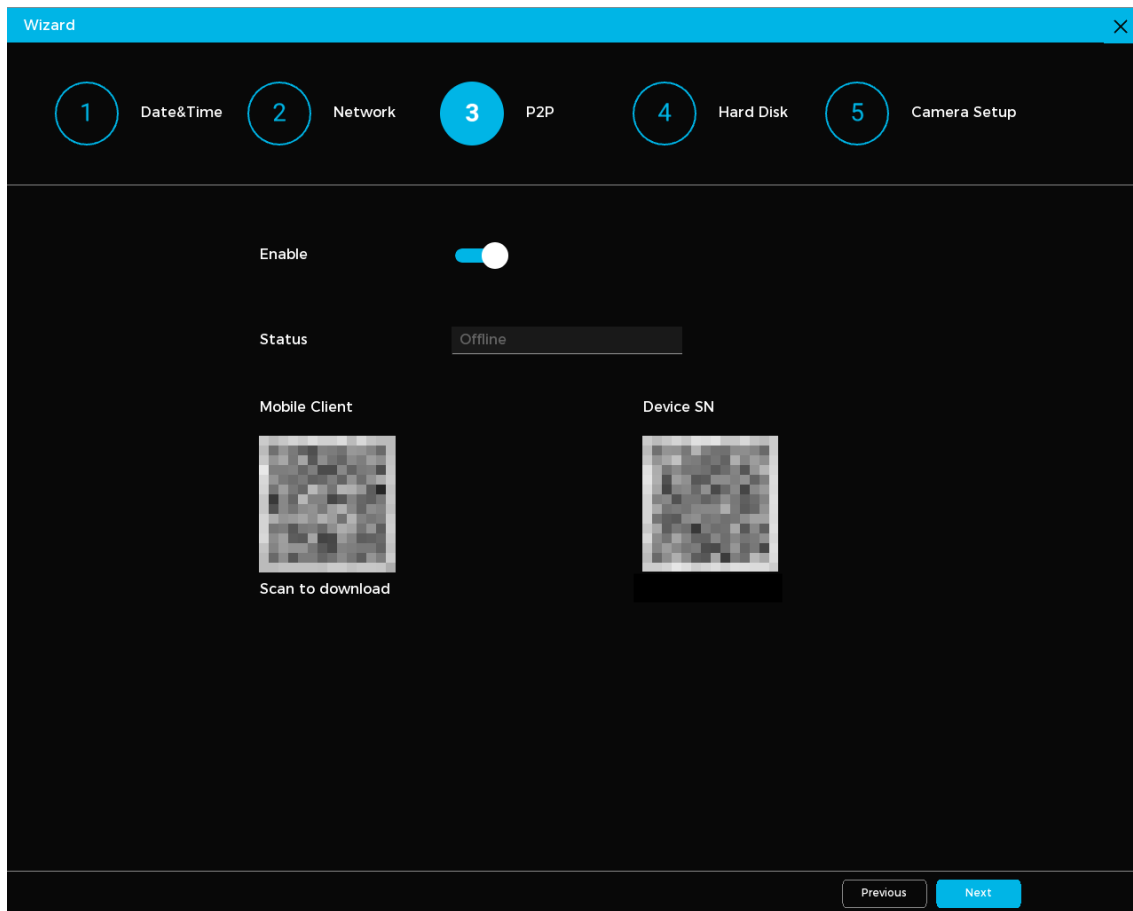 Wizard
1 Date&Time 2 Network 3 P2P 4 Hard Disk 5 Camera Setup
Enable
Status Offline
Mobile Client Device SN
Scan to download
Previous Next